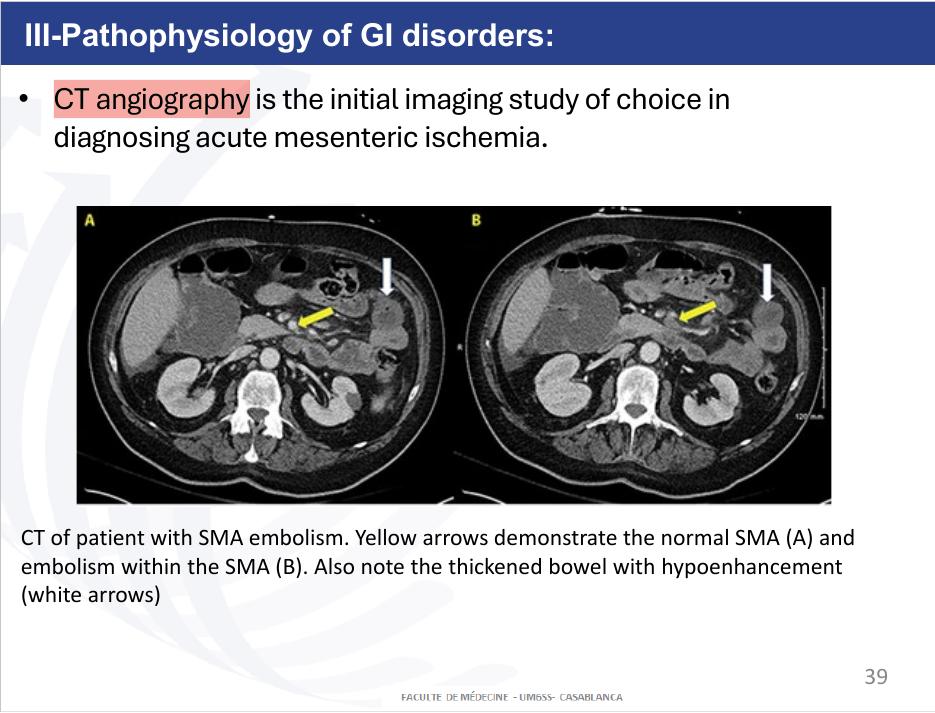 III-Pathophysiology of GI disorders:
• CT angiography is the initial imaging study of choice in
diagnosing acute mesenteric ischemia.
A
B
R
120 mm
CT of patient with SMA embolism. Yellow arrows demonstrate the normal SMA (A) and
embolism within the SMA (B). Also note the thickened bowel with hypoenhancement
(white arrows)
39
FACULTE DE MÉDECINE - UM6SS- CASABLANCA